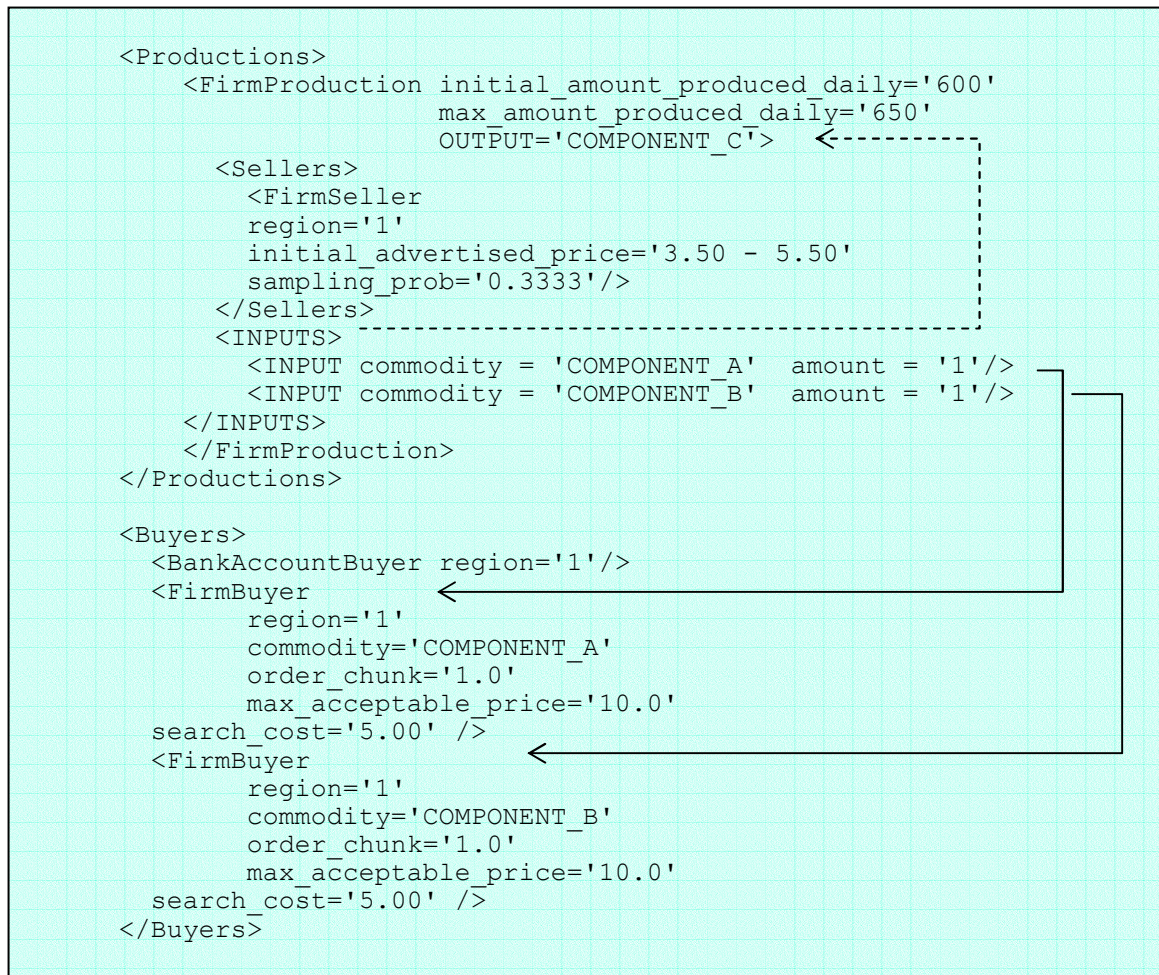 <Productions>
<FirmProduction initial_amount_produced_daily='600'
max_amount_produced_daily='650'
OUTPUT='COMPONENT_C'>
<Sellers>
<FirmSeller
region='1'
initial_advertised_price='3.50 - 5.50'
sampling_prob='0.3333'/>
</Sellers>
<INPUTS>
<INPUT commodity = 'COMPONENT_A' amount = '1'/>
<INPUT commodity = 'COMPONENT_B' amount = '1'/>
</INPUTS>
</FirmProduction>
</Productions>
<Buyers>
<BankAccountBuyer region='1'/>
<FirmBuyer
region='1'
commodity='COMPONENT_A'
order_chunk='1.0'
max_acceptable_price='10.0'
search_cost='5.00' />
<FirmBuyer
region='1'
commodity='COMPONENT_B'
order_chunk='1.0'
max_acceptable_price='10.0'
search_cost='5.00' />
</Buyers>